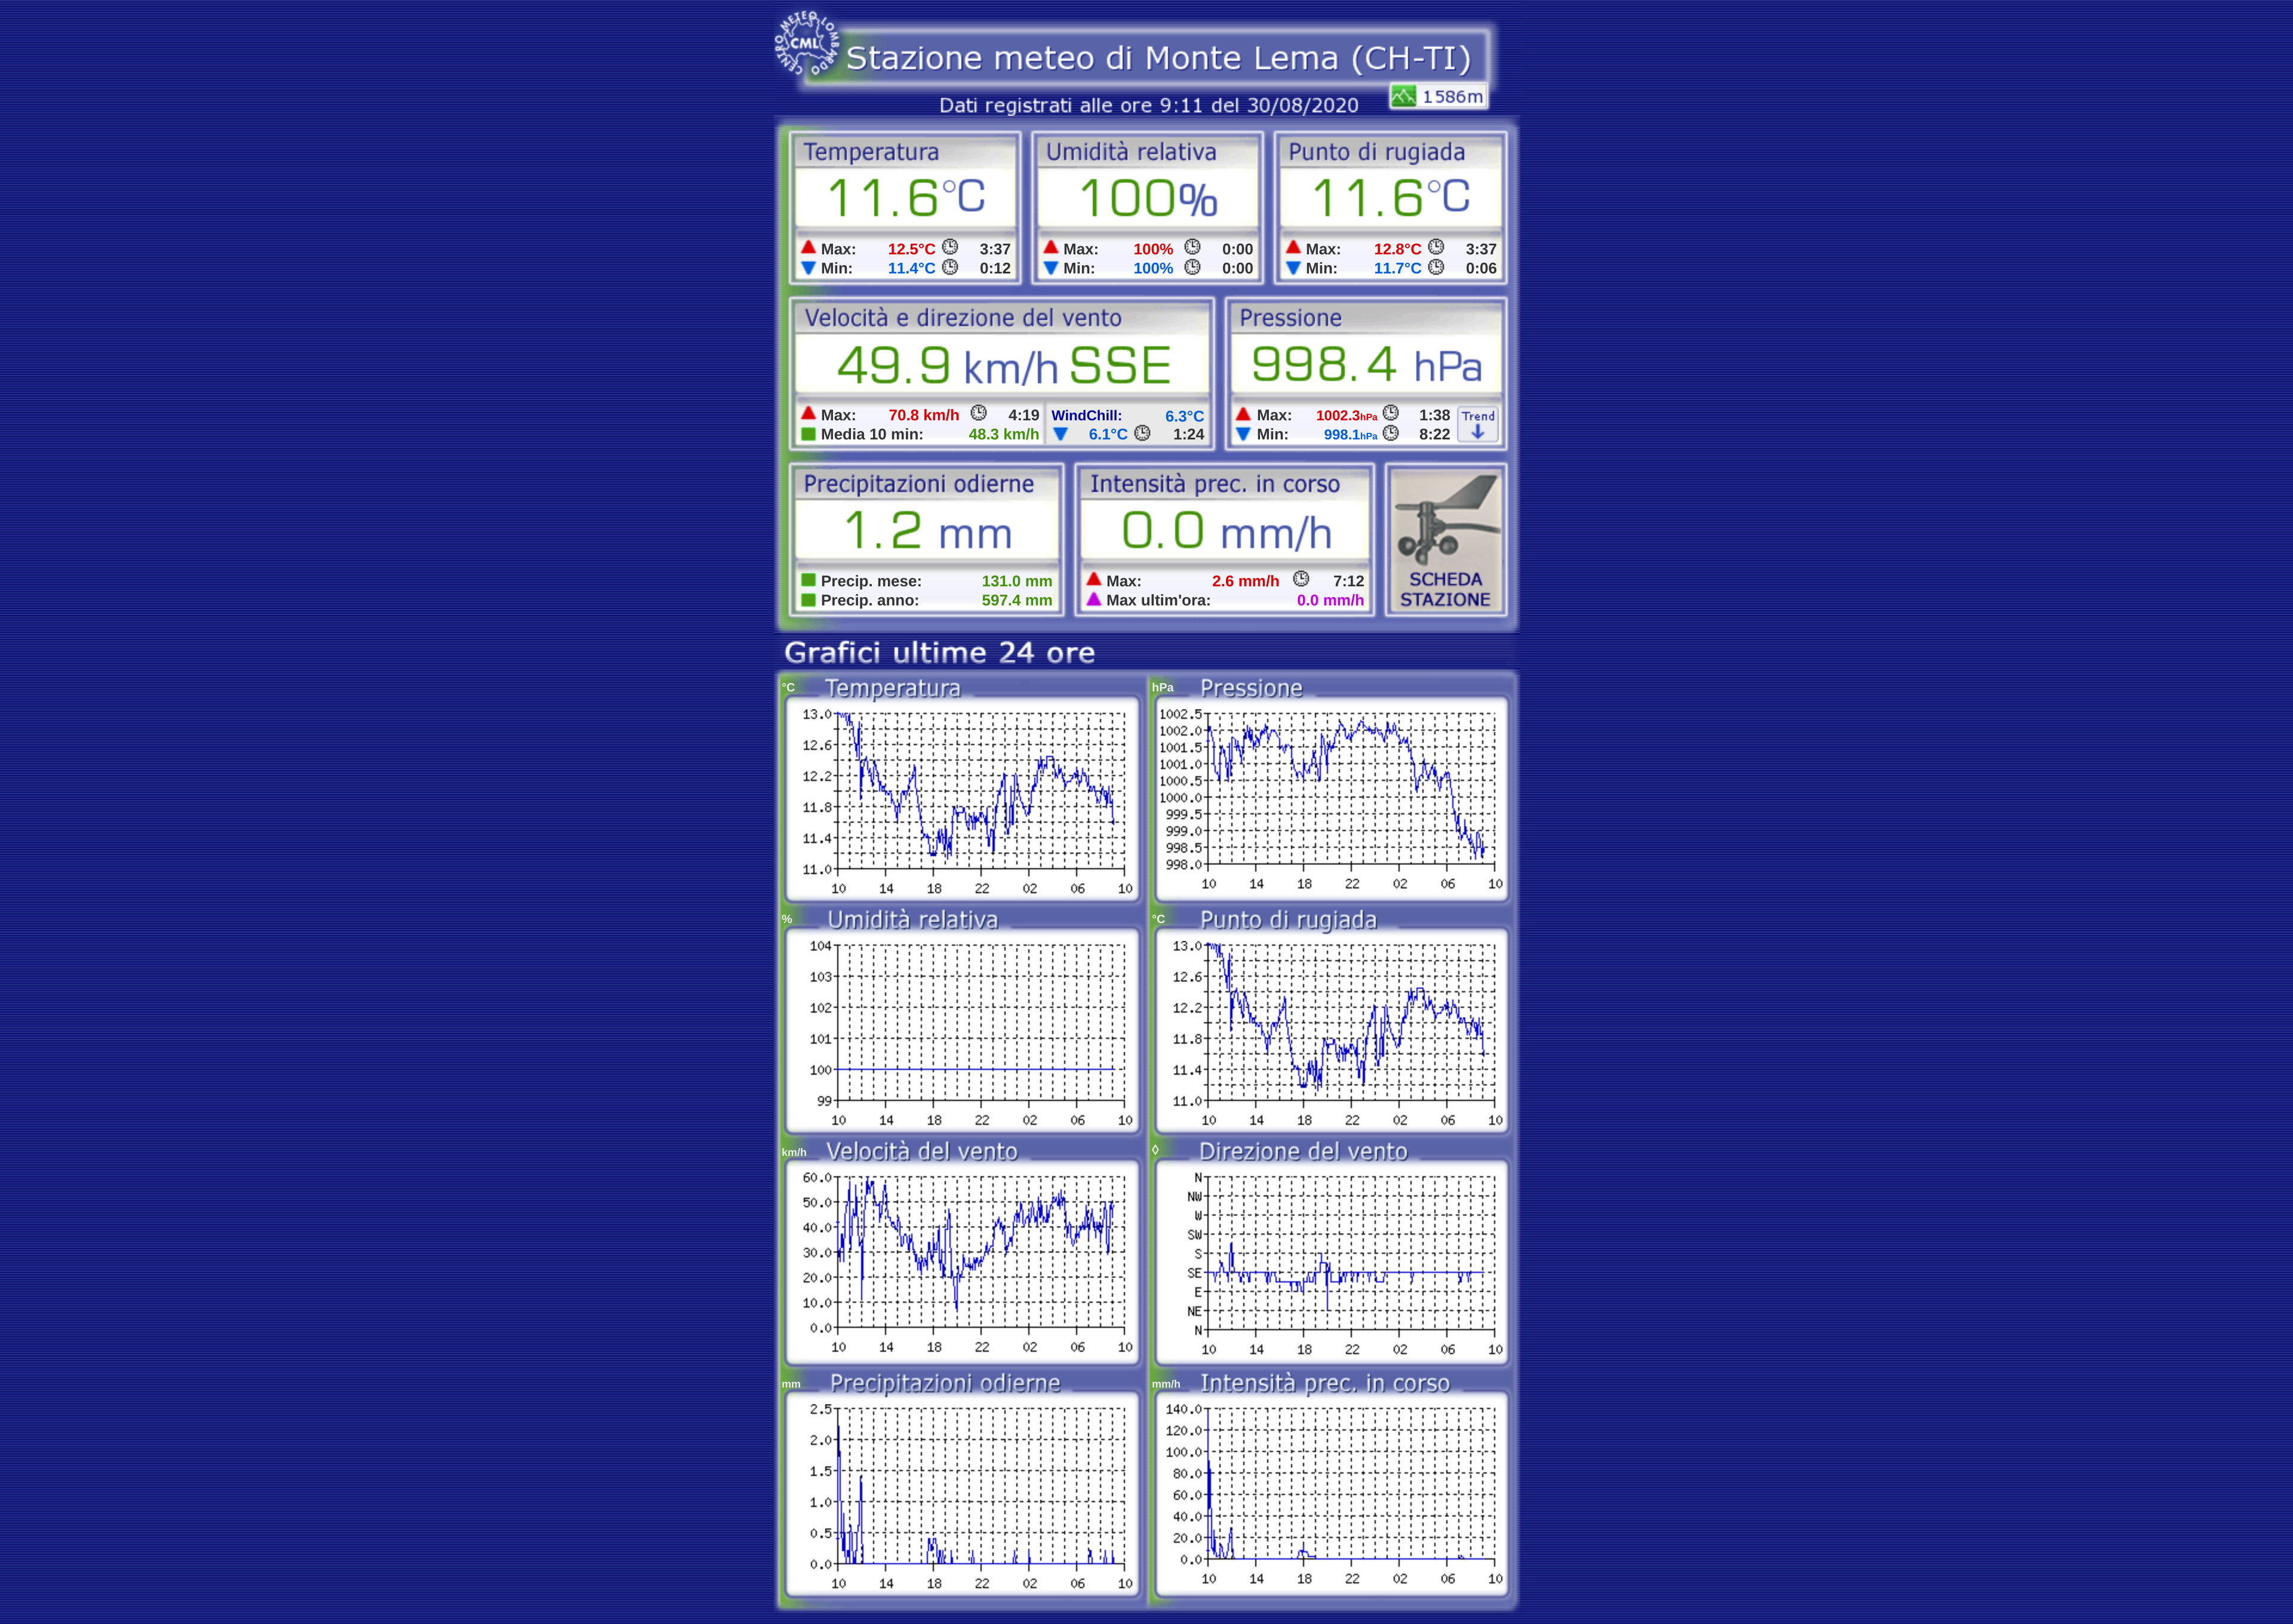 CENTRO METEO LOMBARDO
CML
Stazione meteo di Monte Lema (CH-TI)
1586m
Dati registrati alle ore 9:11 del 30/08/2020
Temperatura
11.6°C
Max: 12.5°C 3:37
Min: 11.4°C 0:12
Umidità relativa
100%
Max: 100% 0:00
Min: 100% 0:00
Punto di rugiada
11.6°C
Max: 12.8°C 3:37
Min: 11.7°C 0:06
Velocità e direzione del vento
49.9 km/h SSE
Max: 70.8 km/h 4:19
Media 10 min: 48.3 km/h
WindChill: 6.3°C
6.1°C 1:24
Pressione
998.4 hPa
Max: 1002.3hPa 1:38
Min: 998.1hPa 8:22
Trend
Precipitazioni odierne
1.2 mm
Precip. mese: 131.0 mm
Precip. anno: 597.4 mm
Intensità prec. in corso
0.0 mm/h
Max: 2.6 mm/h 7:12
Max ultim'ora: 0.0 mm/h
SCHEDA
STAZIONE
Grafici ultime 24 ore
°C Temperatura
13.0
12.6
12.2
11.8
11.4
11.0
10 14 18 22 02 06 10
hPa Pressione
1002.5
1002.0
1001.5
1001.0
1000.5
1000.0
999.5
999.0
998.5
998.0
10 14 18 22 02 06 10
% Umidità relativa
104
103
102
101
100
99
10 14 18 22 02 06 10
°C Punto di rugiada
13.0
12.6
12.2
11.8
11.4
11.0
10 14 18 22 02 06 10
km/h Velocità del vento
60.0
50.0
40.0
30.0
20.0
10.0
0.0
10 14 18 22 02 06 10
◊ Direzione del vento
N
NW
W
SW
S
SE
E
NE
N
10 14 18 22 02 06 10
mm Precipitazioni odierne
2.5
2.0
1.5
1.0
0.5
0.0
10 14 18 22 02 06 10
mm/h Intensità prec. in corso
140.0
120.0
100.0
80.0
60.0
40.0
20.0
0.0
10 14 18 22 02 06 10